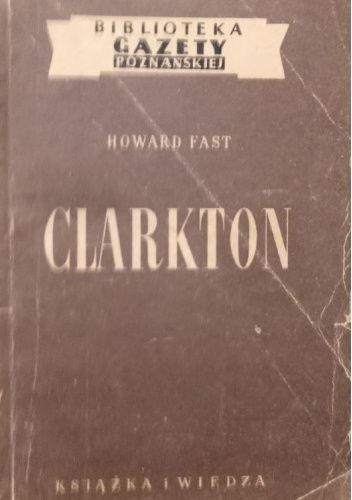 BIBLIOTEKA
GAZETY
POZNAŃSKIEJ
HOWARD FAST
CLARKTON
KSIĄŻKA i WIEDZA